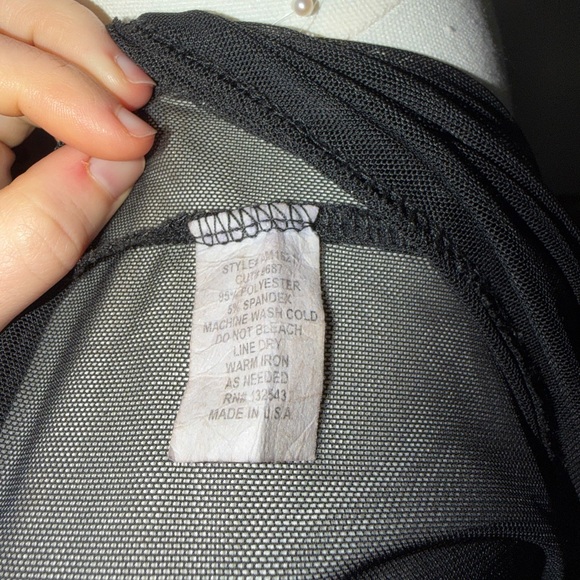 STYLE#
CUT#:687
95% POLYESTER
5% SPANDEX
MACHINE WASH COLD
DO NOT BLEACH
LINE DRY
WARM IRON
AS NEEDED
RN# 132543
MADE IN U.S.A